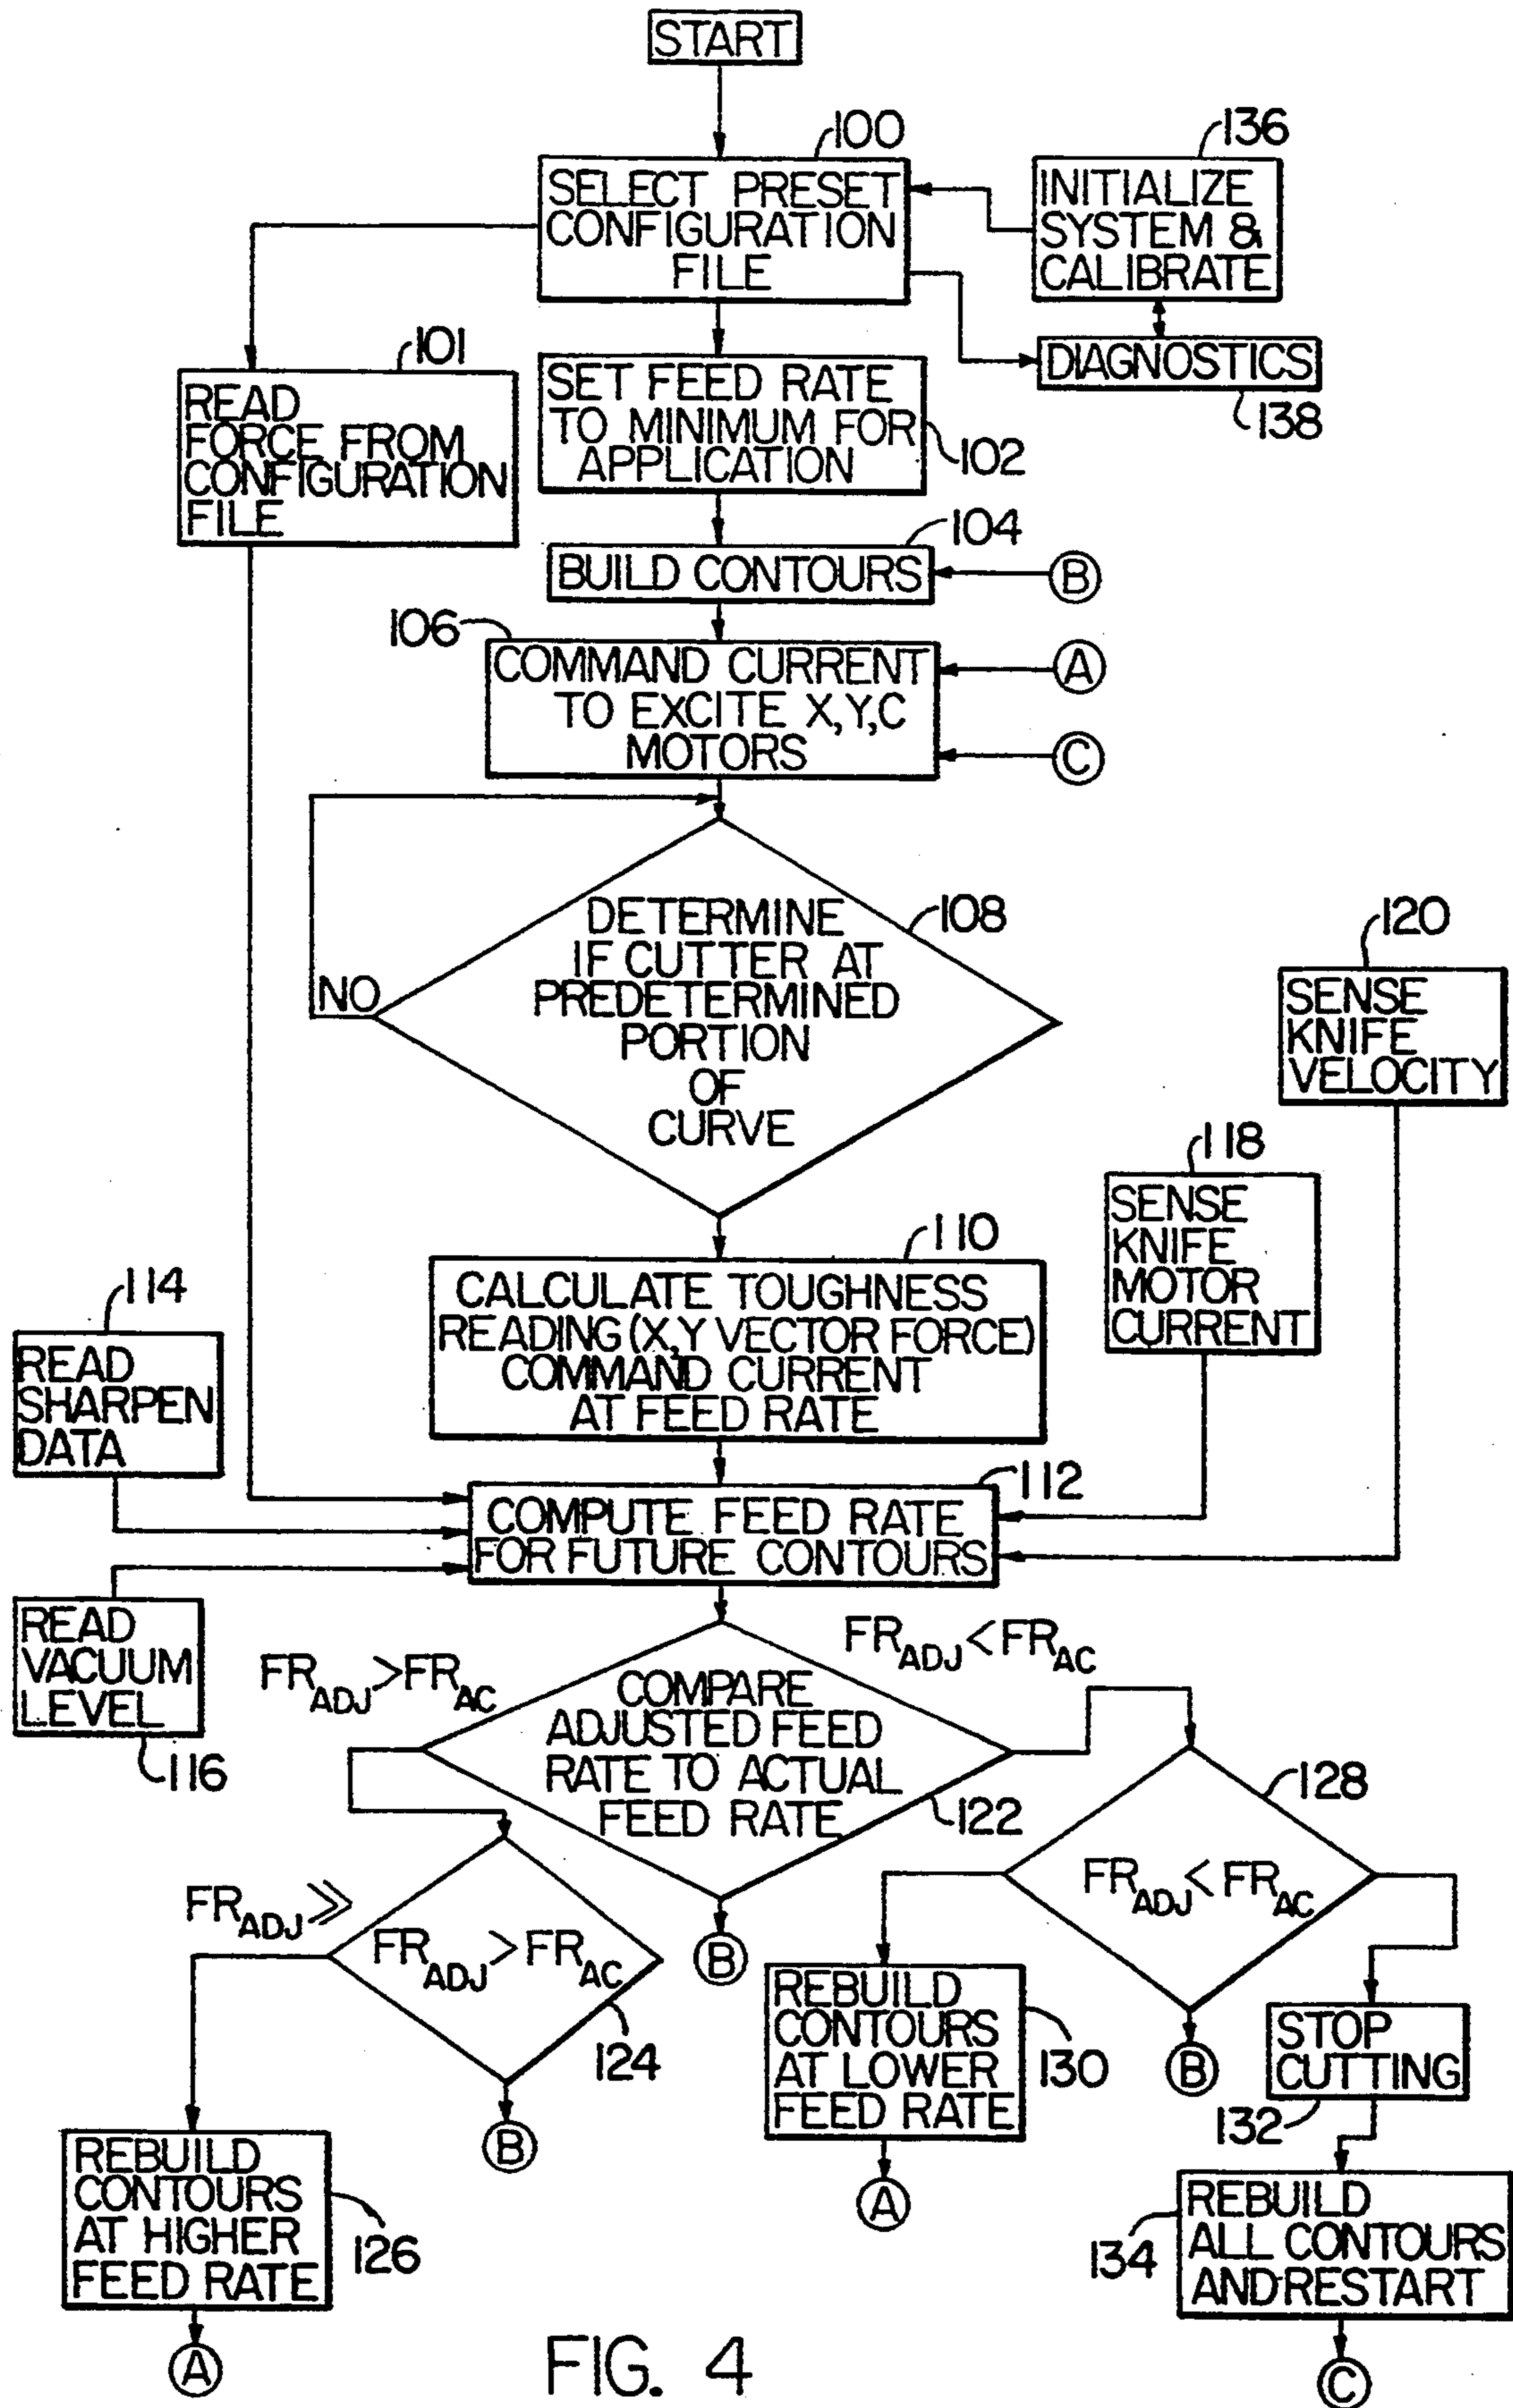 START
100
SELECT PRESET
CONFIGURATION
FILE
136
INITIALIZE
SYSTEM &
CALIBRATE
DIAGNOSTICS
138
101
READ
FORCE FROM
CONFIGURATION
FILE
SET FEED RATE
TO MINIMUM FOR
APPLICATION
102
104
BUILD CONTOURS
B
106
COMMAND CURRENT
TO EXCITE X,Y,C
MOTORS
A
C
108
DETERMINE
IF CUTTER AT
PREDETERMINED
PORTION
OF
CURVE
NO
120
SENSE
KNIFE
VELOCITY
118
SENSE
KNIFE
MOTOR
CURRENT
110
CALCULATE TOUGHNESS
READING (X,Y VECTOR FORCE)
COMMAND CURRENT
AT FEED RATE
114
READ
SHARPEN
DATA
112
COMPUTE FEED RATE
FOR FUTURE CONTOURS
READ
VACUUM
LEVEL
116
FRADJ>FRAC
FRADJ<FRAC
COMPARE
ADJUSTED FEED
RATE TO ACTUAL
FEED RATE
122
B
128
FRADJ<FRAC
FRADJ≫
FRADJ>FRAC
124
B
REBUILD
CONTOURS
AT LOWER
FEED RATE
130
A
B
STOP
CUTTING
132
REBUILD
CONTOURS
AT HIGHER
FEED RATE
126
A
134
REBUILD
ALL CONTOURS
AND RESTART
C
FIG. 4